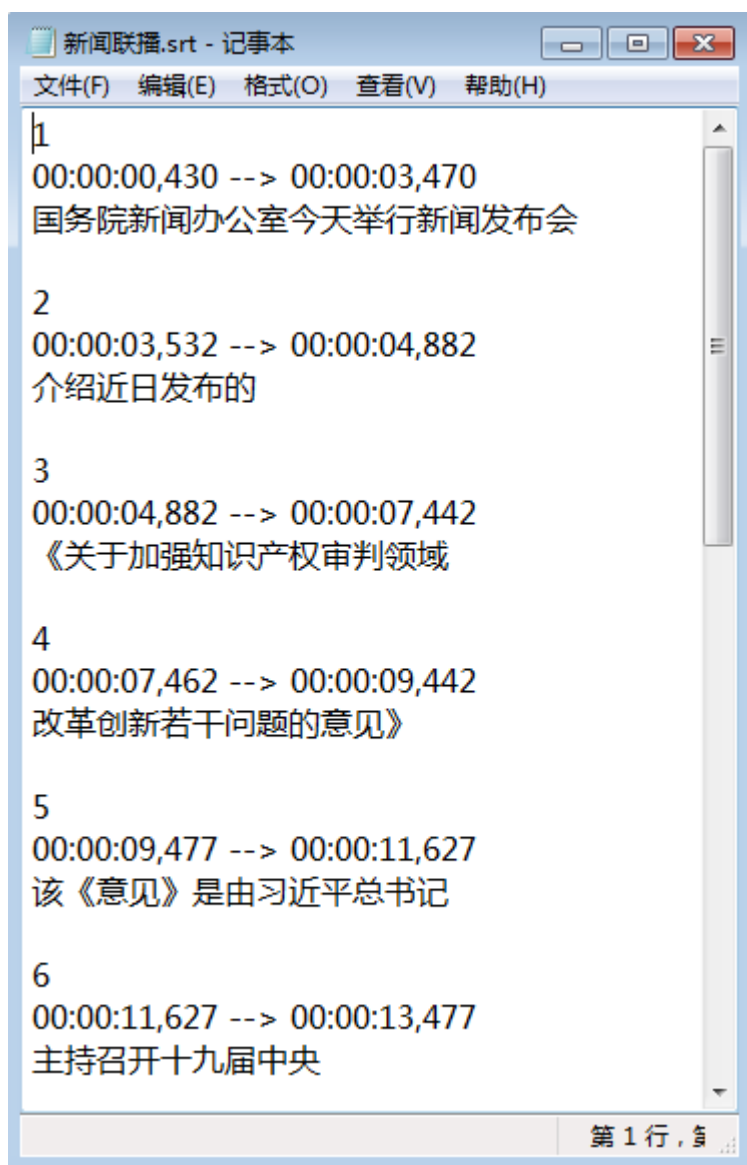 新闻联播.srt - 记事本
文件(F) 编辑(E) 格式(O) 查看(V) 帮助(H)
1
00:00:00,430 --> 00:00:03,470
国务院新闻办公室今天举行新闻发布会
2
00:00:03,532 --> 00:00:04,882
介绍近日发布的
3
00:00:04,882 --> 00:00:07,442
《关于加强知识产权审判领域
4
00:00:07,462 --> 00:00:09,442
改革创新若干问题的意见》
5
00:00:09,477 --> 00:00:11,627
该《意见》是由习近平总书记
6
00:00:11,627 --> 00:00:13,477
主持召开十九届中央
第 1 行，